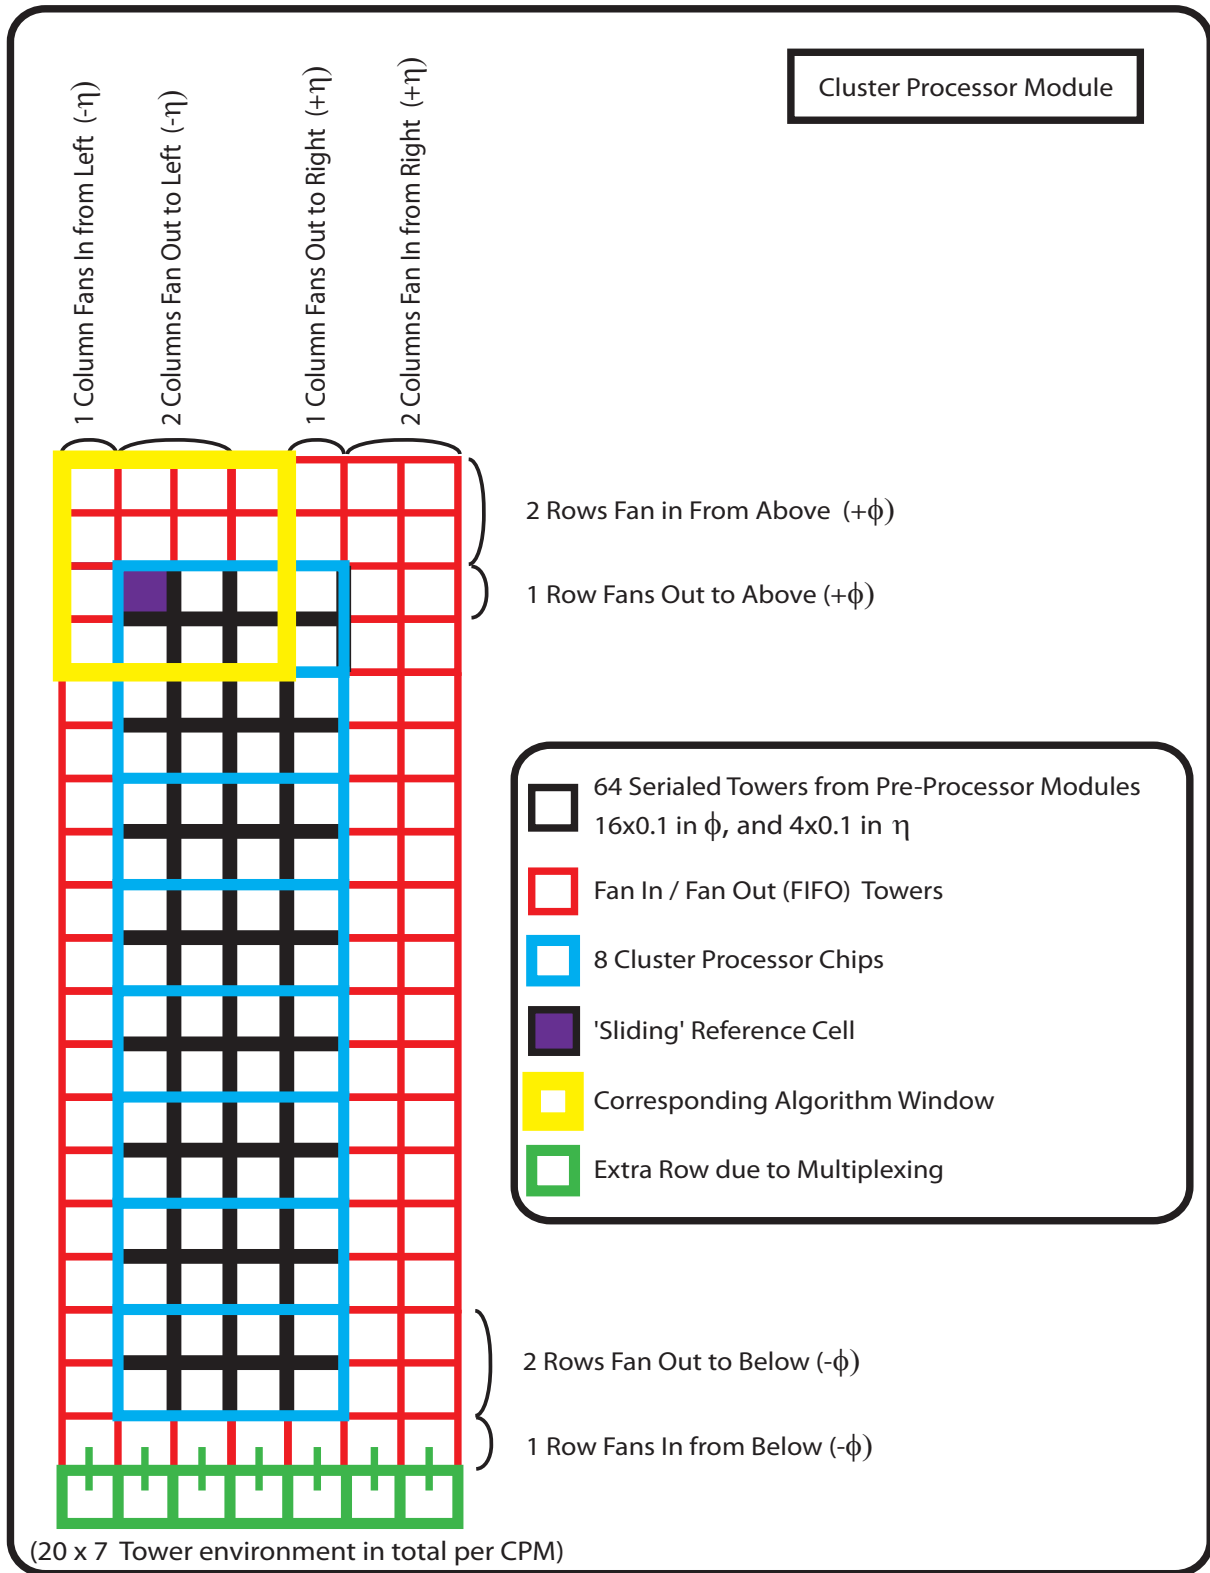 Cluster Processor Module
1 Column Fans In from Left (-η)
2 Columns Fan Out to Left (-η)
1 Column Fans Out to Right (+η)
2 Columns Fan In from Right (+η)
2 Rows Fan in From Above (+ϕ)
1 Row Fans Out to Above (+ϕ)
64 Serialed Towers from Pre-Processor Modules
16x0.1 in ϕ, and 4x0.1 in η
Fan In / Fan Out (FIFO) Towers
8 Cluster Processor Chips
'Sliding' Reference Cell
Corresponding Algorithm Window
Extra Row due to Multiplexing
2 Rows Fan Out to Below (-ϕ)
1 Row Fans In from Below (-ϕ)
(20 x 7 Tower environment in total per CPM)